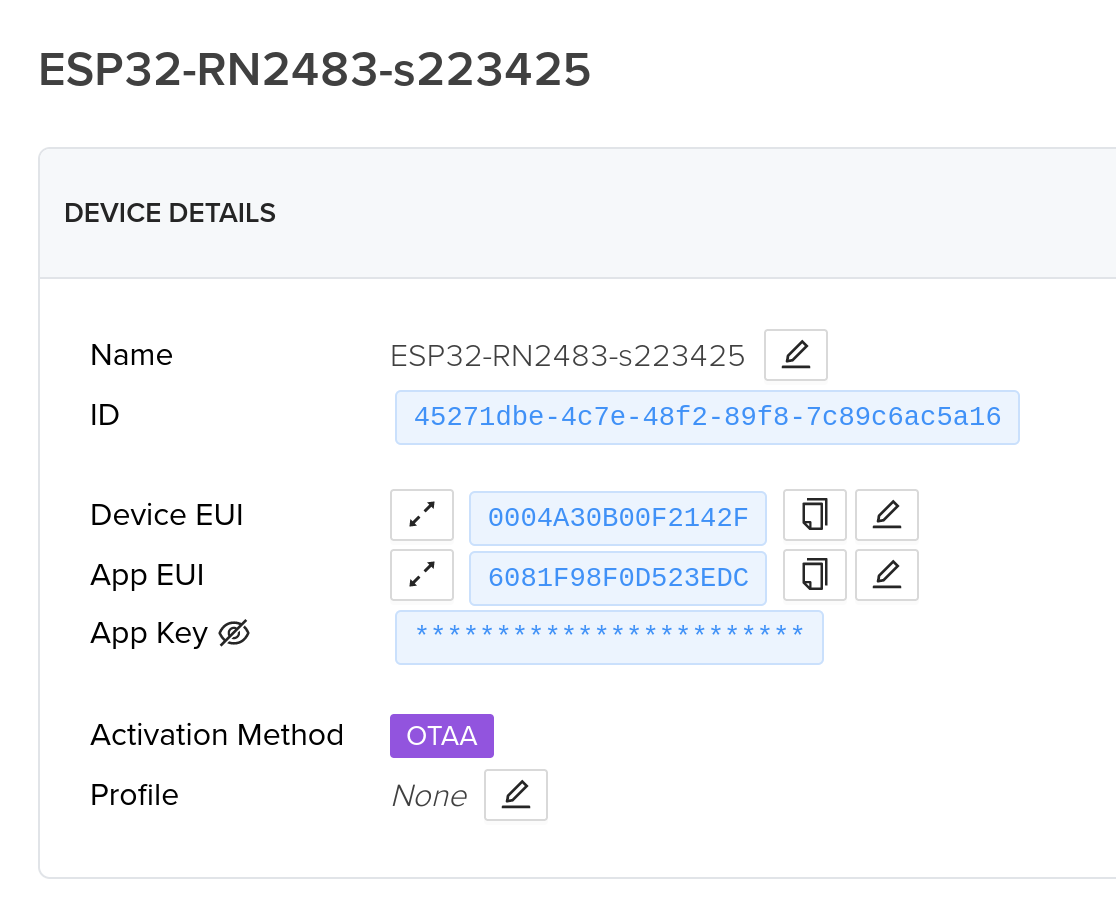 ESP32-RN2483-s223425
DEVICE DETAILS
Name ESP32-RN2483-s223425
ID 45271dbe-4c7e-48f2-89f8-7c89c6ac5a16
Device EUI 0004A30B00F2142F
App EUI 6081F98F0D523EDC
App Key ************************
Activation Method OTAA
Profile None